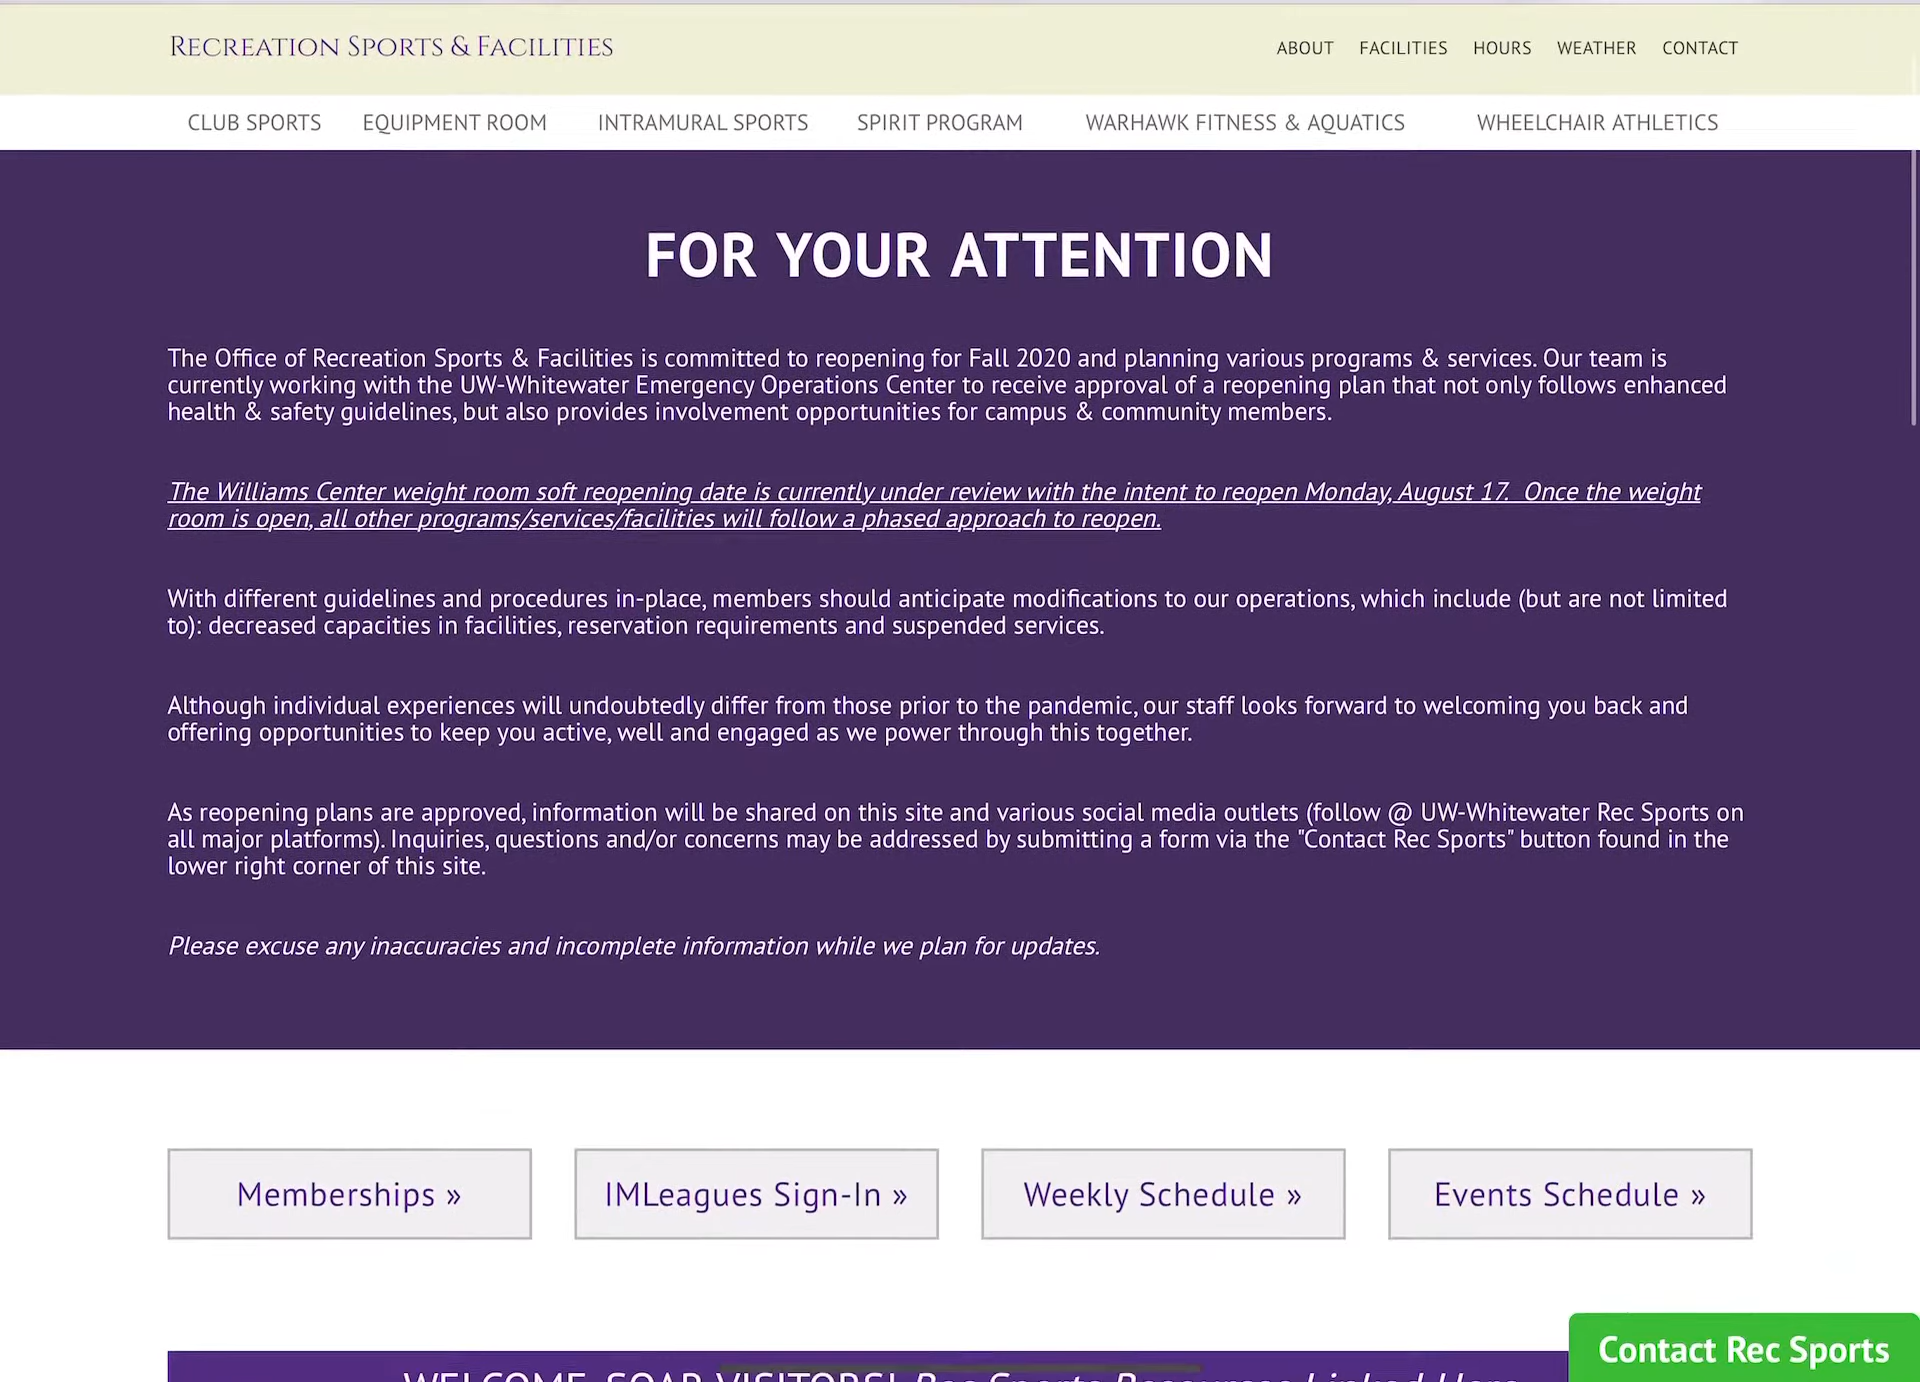 RECREATION SPORTS & FACILITIES
ABOUT FACILITIES HOURS WEATHER CONTACT
CLUB SPORTS EQUIPMENT ROOM INTRAMURAL SPORTS SPIRIT PROGRAM WARHAWK FITNESS & AQUATICS WHEELCHAIR ATHLETICS
FOR YOUR ATTENTION
The Office of Recreation Sports & Facilities is committed to reopening for Fall 2020 and planning various programs & services. Our team is
currently working with the UW-Whitewater Emergency Operations Center to receive approval of a reopening plan that not only follows enhanced
health & safety guidelines, but also provides involvement opportunities for campus & community members.
The Williams Center weight room soft reopening date is currently under review with the intent to reopen Monday, August 17. Once the weight
room is open, all other programs/services/facilities will follow a phased approach to reopen.
With different guidelines and procedures in-place, members should anticipate modifications to our operations, which include (but are not limited
to): decreased capacities in facilities, reservation requirements and suspended services.
Although individual experiences will undoubtedly differ from those prior to the pandemic, our staff looks forward to welcoming you back and
offering opportunities to keep you active, well and engaged as we power through this together.
As reopening plans are approved, information will be shared on this site and various social media outlets (follow @ UW-Whitewater Rec Sports on
all major platforms). Inquiries, questions and/or concerns may be addressed by submitting a form via the "Contact Rec Sports" button found in the
lower right corner of this site.
Please excuse any inaccuracies and incomplete information while we plan for updates.
Memberships »
IMLeagues Sign-In »
Weekly Schedule »
Events Schedule »
Contact Rec Sports
WELCOME, SOAR VISITORS! Rec Sports Resources Linked Here